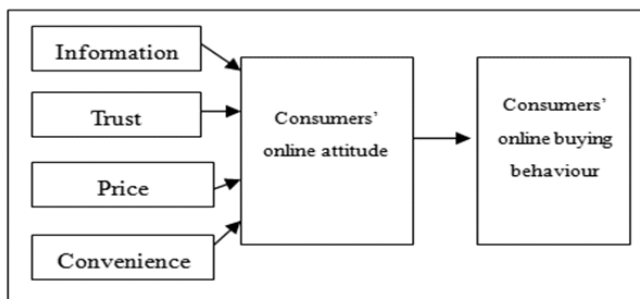 Information
Trust
Price
Convenience
Consumers'
online attitude
Consumers'
online buying
behaviour